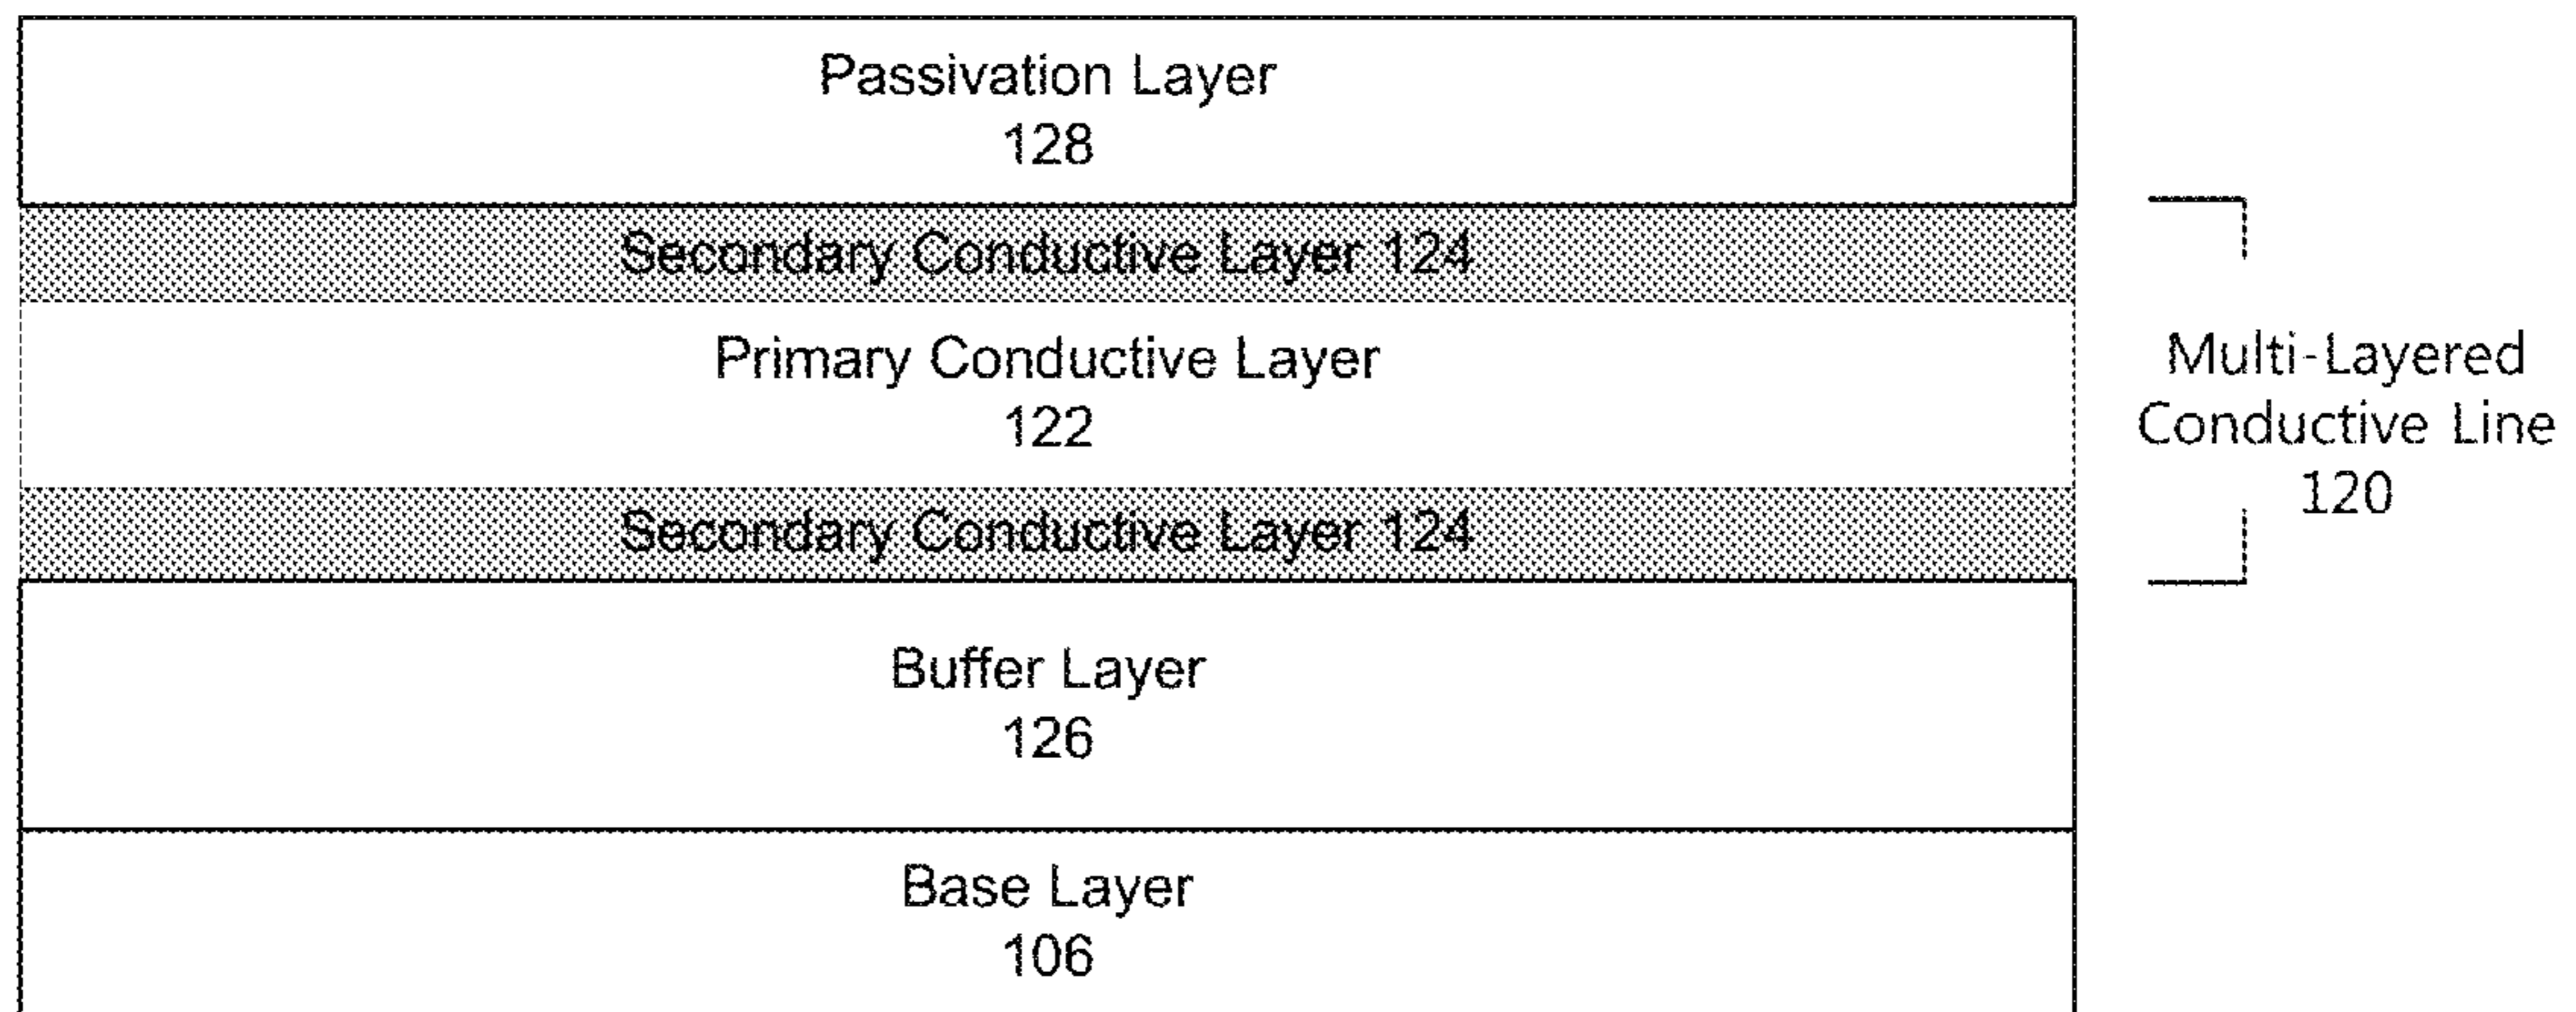 Passivation Layer
128
Secondary Conductive Layer 124
Primary Conductive Layer
122
Secondary Conductive Layer 124
Multi-Layered
Conductive Line
120
Buffer Layer
126
Base Layer
106